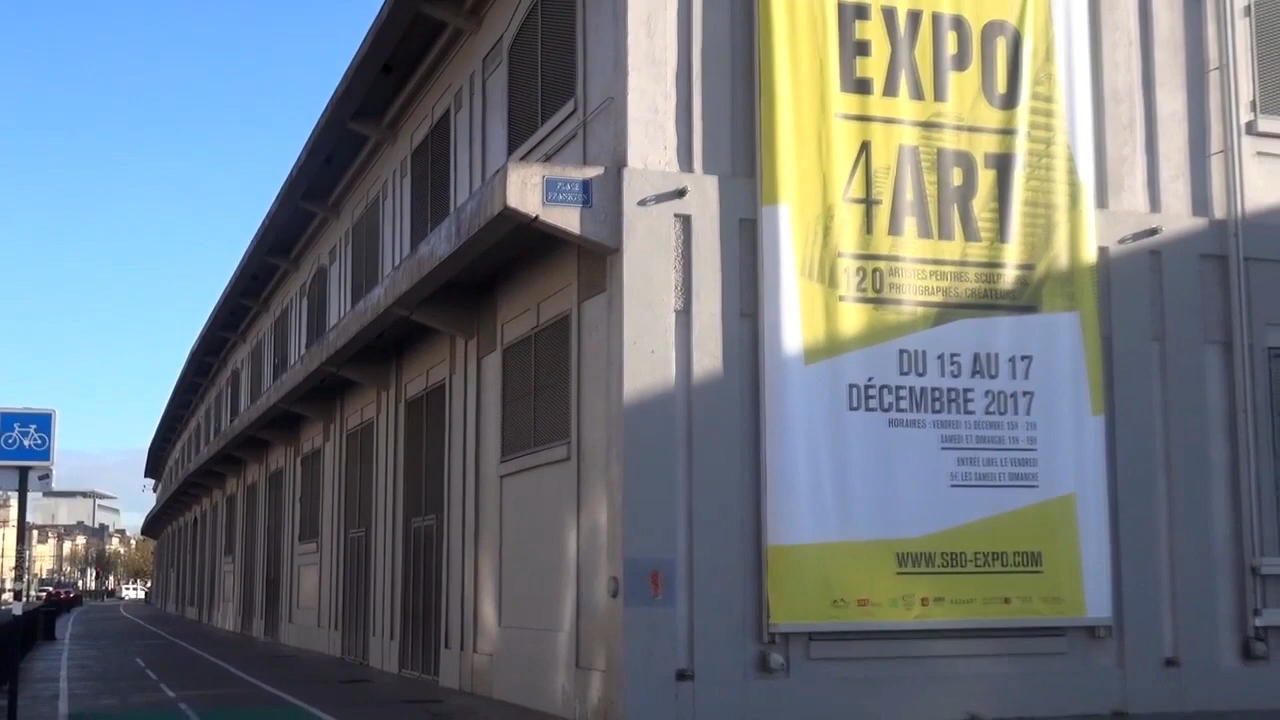 EXPO
4ART
120 ARTISTES PEINTRES, SCULPTEURS,
PHOTOGRAPHES, CRÉATEURS
DU 15 AU 17
DÉCEMBRE 2017
HORAIRES : VENDREDI 15 DÉCEMBRE 15H - 21H
SAMEDI ET DIMANCHE 11H - 19H
ENTRÉE LIBRE LE VENDREDI
5€ LES SAMEDI ET DIMANCHE
WWW.SBD-EXPO.COM
PLACE